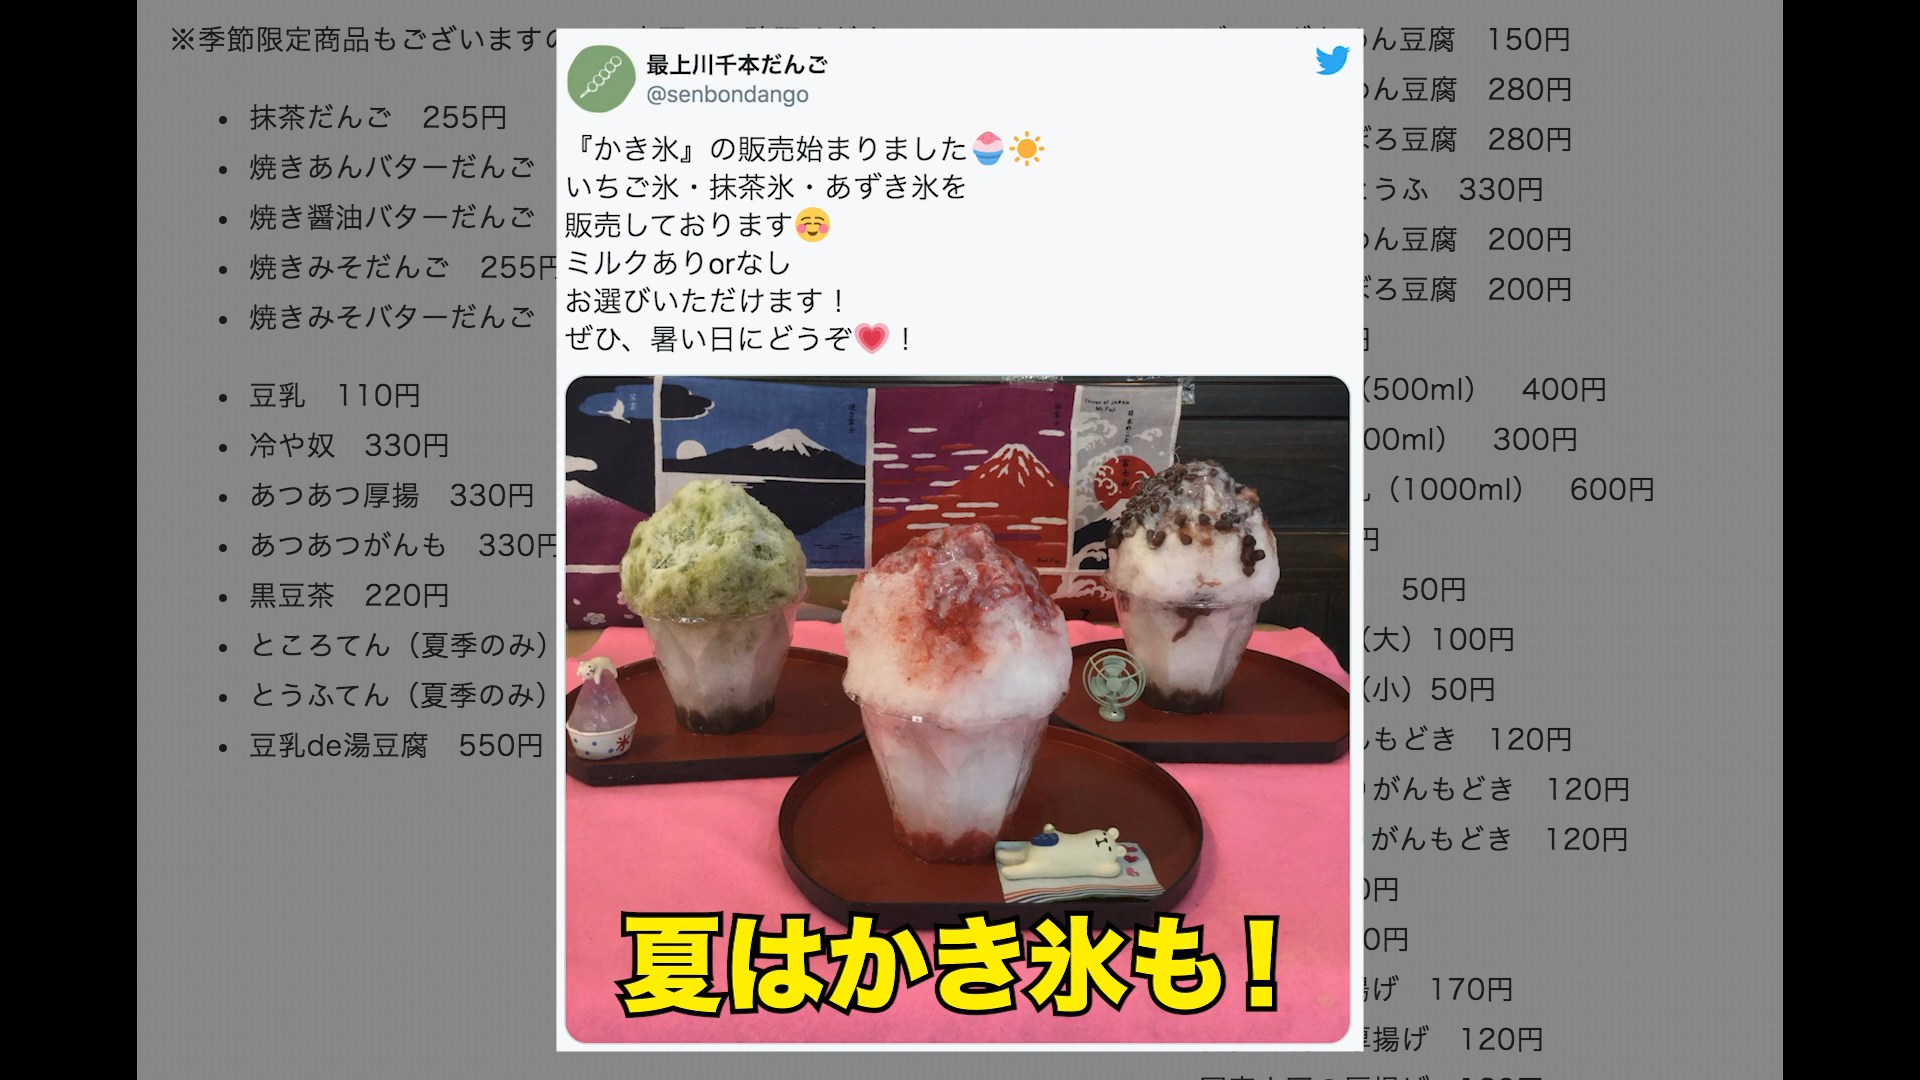 ※季節限定商品もございますの
抹茶だんご　255円
焼きあんバターだんご
焼き醤油バターだんご
焼きみそだんご　255円
焼きみそバターだんご
豆乳　110円
冷や奴　330円
あつあつ厚揚　330円
あつあつがんも　330円
黒豆茶　220円
ところてん（夏季のみ）
とうふてん（夏季のみ）
豆乳de湯豆腐　550円
最上川千本だんご
@senbondango
『かき氷』の販売始まりました🍧☀️
いちご氷・抹茶氷・あずき氷を
販売しております☺️
ミルクありorなし
お選びいただけます！
ぜひ、暑い日にどうぞ💗！
夏はかき氷も！
ん豆腐　150円
ん豆腐　280円
ろ豆腐　280円
うふ　330円
ん豆腐　200円
ろ豆腐　200円
円
（500ml）　400円
00ml）　300円
（1000ml）　600円
円
50円
（大）100円
（小）50円
もどき　120円
がんもどき　120円
がんもどき　120円
0円
0円
げ　170円
揚げ　120円